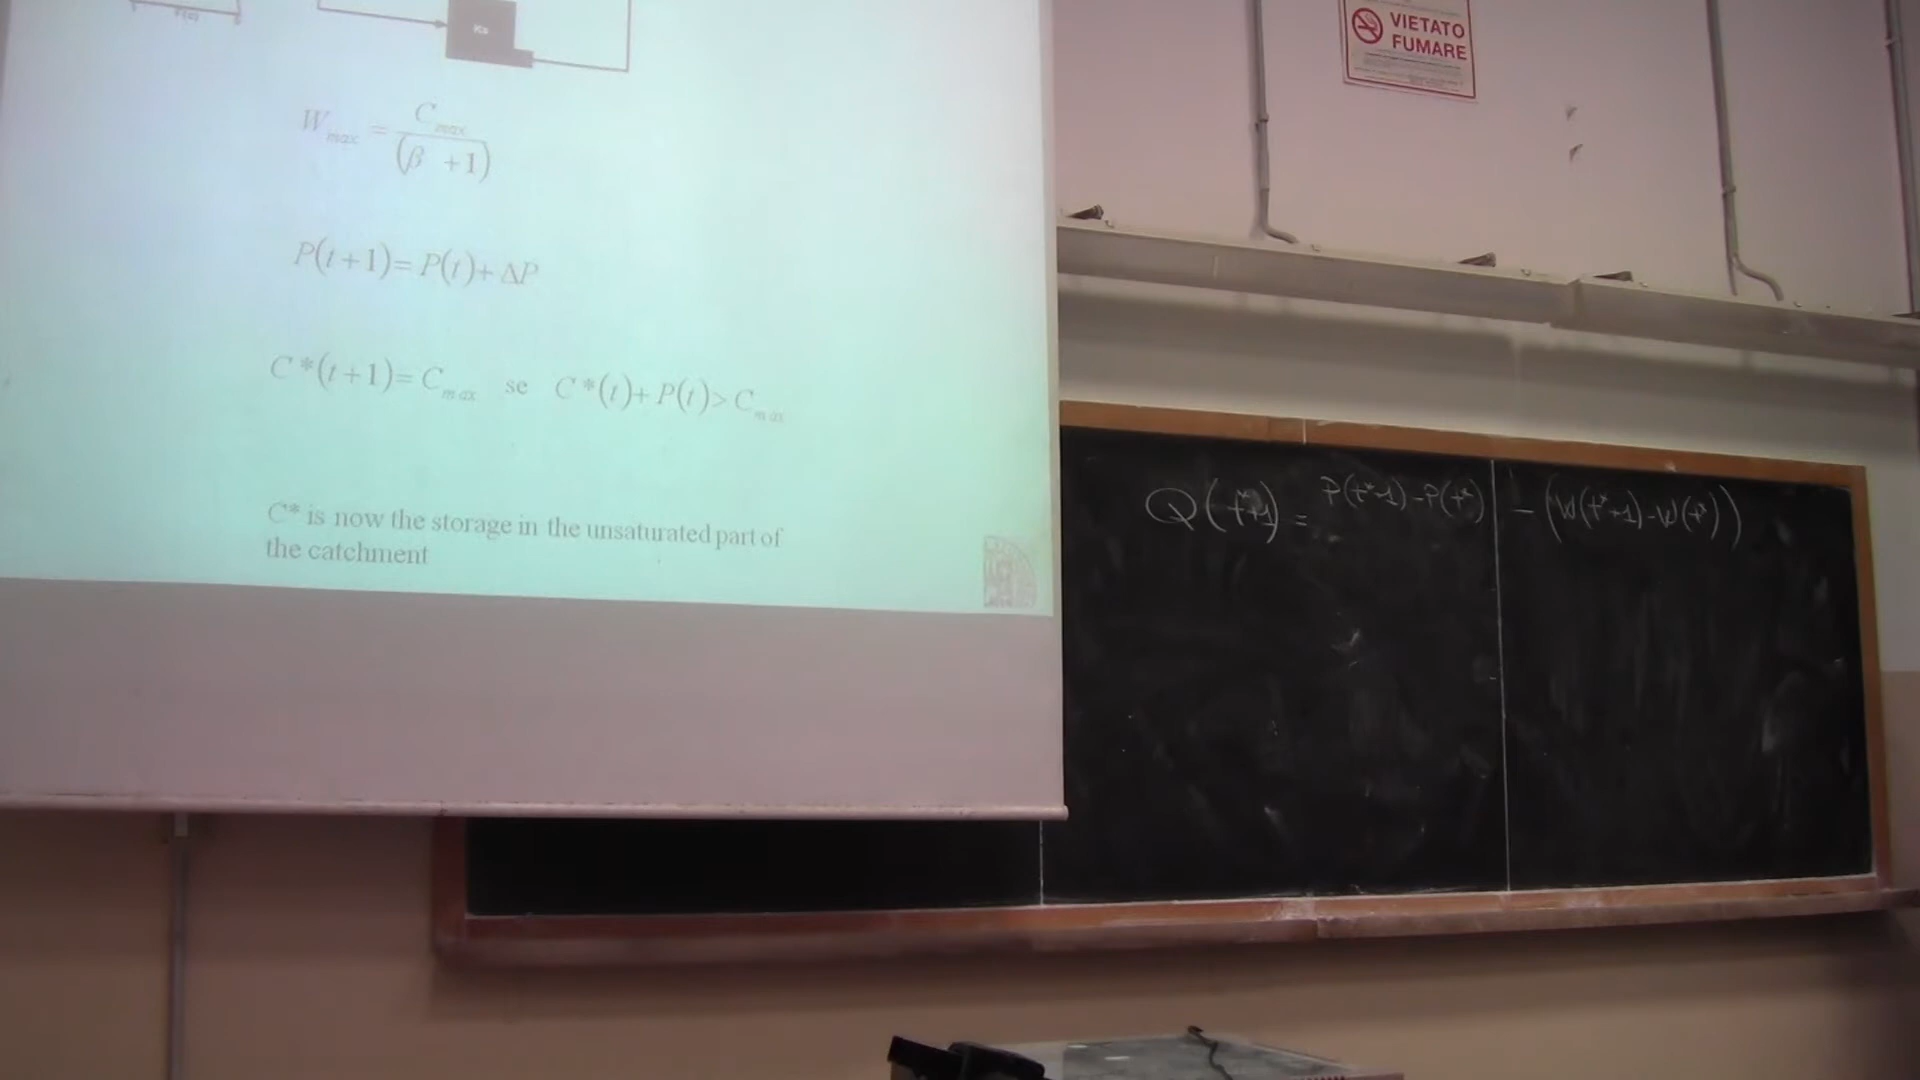 W_max = C_max / (β + 1)
P(t+1) = P(t) + ΔP
C*(t+1) = C_max se C*(t) + P(t) > C_max
C* is now the storage in the unsaturated part of
the catchment
VIETATO
FUMARE
Q(t*+1) = P(t*+1) - P(t*) - (W(t*+1) - W(t*))